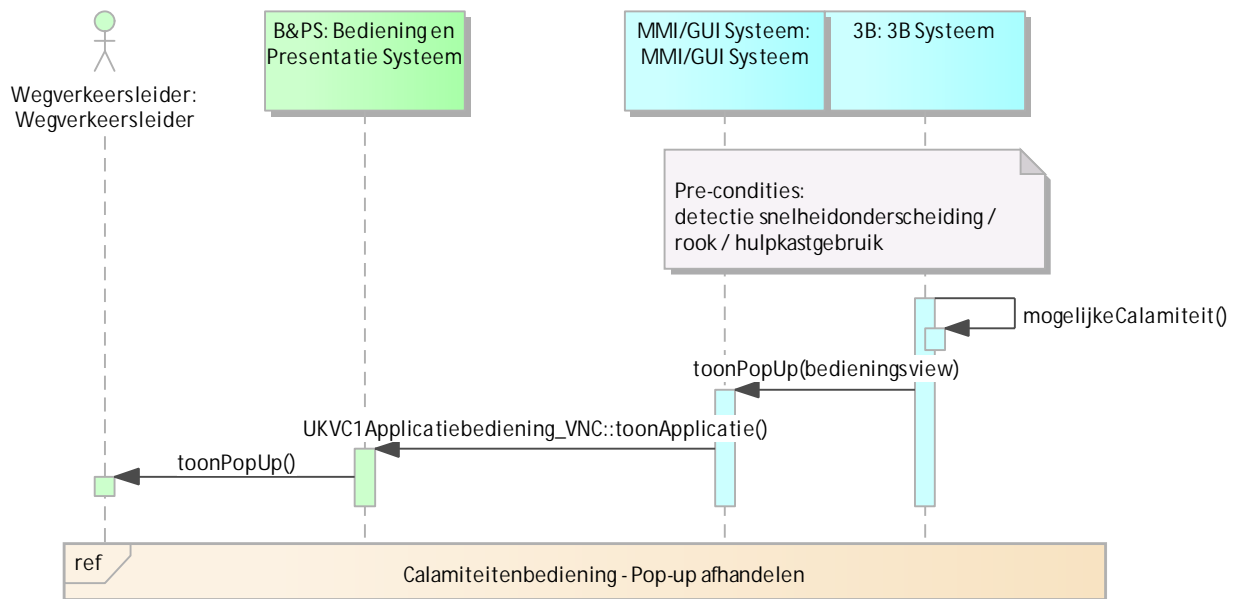 Wegverkeersleider:
Wegverkeersleider
B&PS: Bediening en
Presentatie Systeem
MMI/GUI Systeem:
MMI/GUI Systeem
3B: 3B Systeem
Pre-condities:
detectie snelheidonderscheiding /
rook / hulpkastgebruik
mogelijkeCalamiteit()
toonPopUp(bedieningsview)
UKVC1Applicatiebediening_VNC::toonApplicatie()
toonPopUp()
ref
Calamiteitenbediening - Pop-up afhandelen